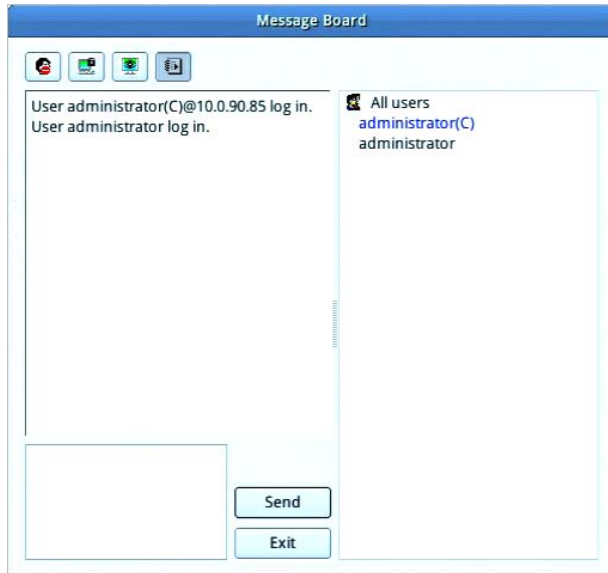 Message Board
User administrator(C)@10.0.90.85 log in.
User administrator log in.
All users
administrator(C)
administrator
Send
Exit